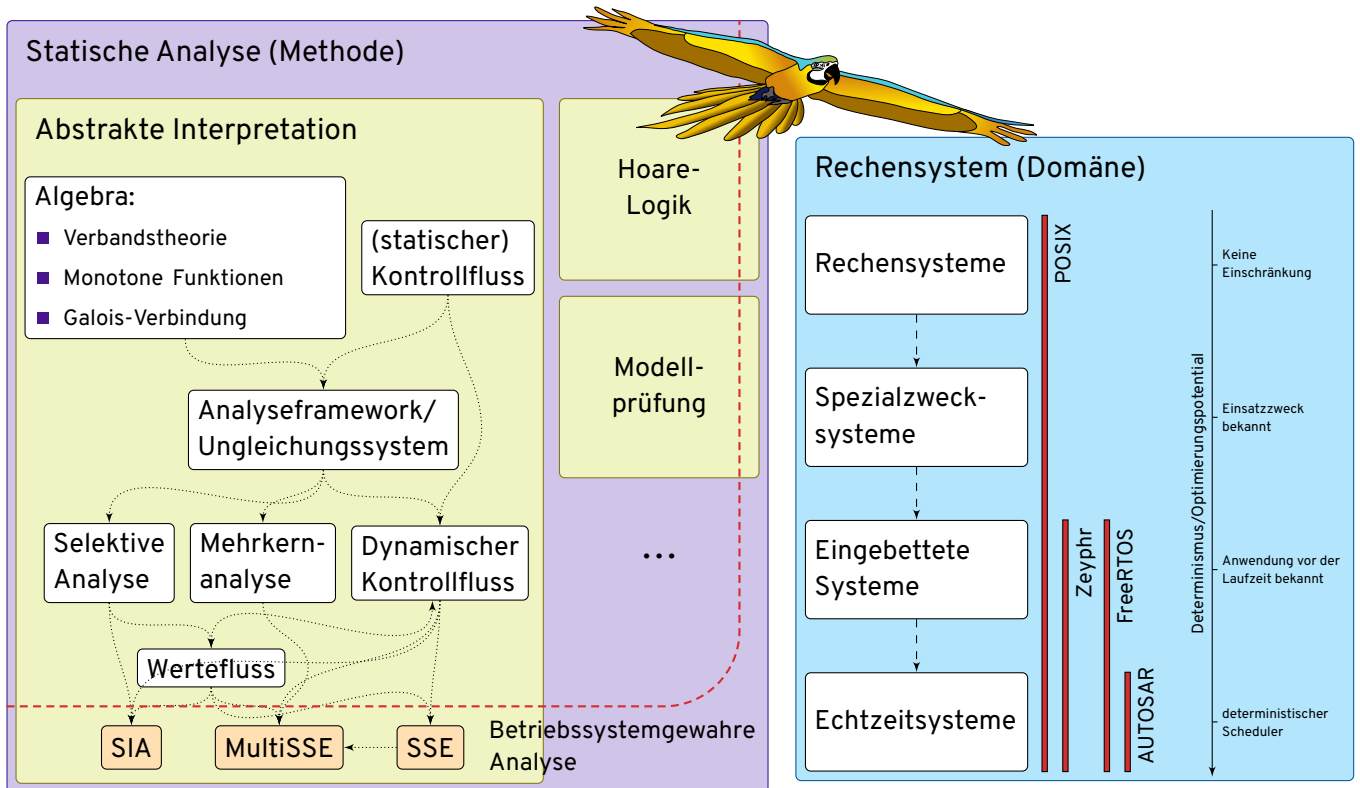 Statische Analyse (Methode)
Abstrakte Interpretation
Algebra:
Verbandstheorie
Monotone Funktionen
Galois-Verbindung
(statischer)
Kontrollfluss
Analyseframework/
Ungleichungssystem
Selektive
Analyse
Mehrkern-
analyse
Dynamischer
Kontrollfluss
Wertefluss
SIA
MultiSSE
SSE
Betriebssystemgewahre
Analyse
Hoare-
Logik
Modell-
prüfung
...
Rechensystem (Domäne)
Rechensysteme
Spezialzweck-
systeme
Eingebettete
Systeme
Echtzeitsysteme
POSIX
Zeyphr
FreeRTOS
AUTOSAR
Determinismus/Optimierungspotential
Keine
Einschränkung
Einsatzzweck
bekannt
Anwendung vor der
Laufzeit bekannt
deterministischer
Scheduler